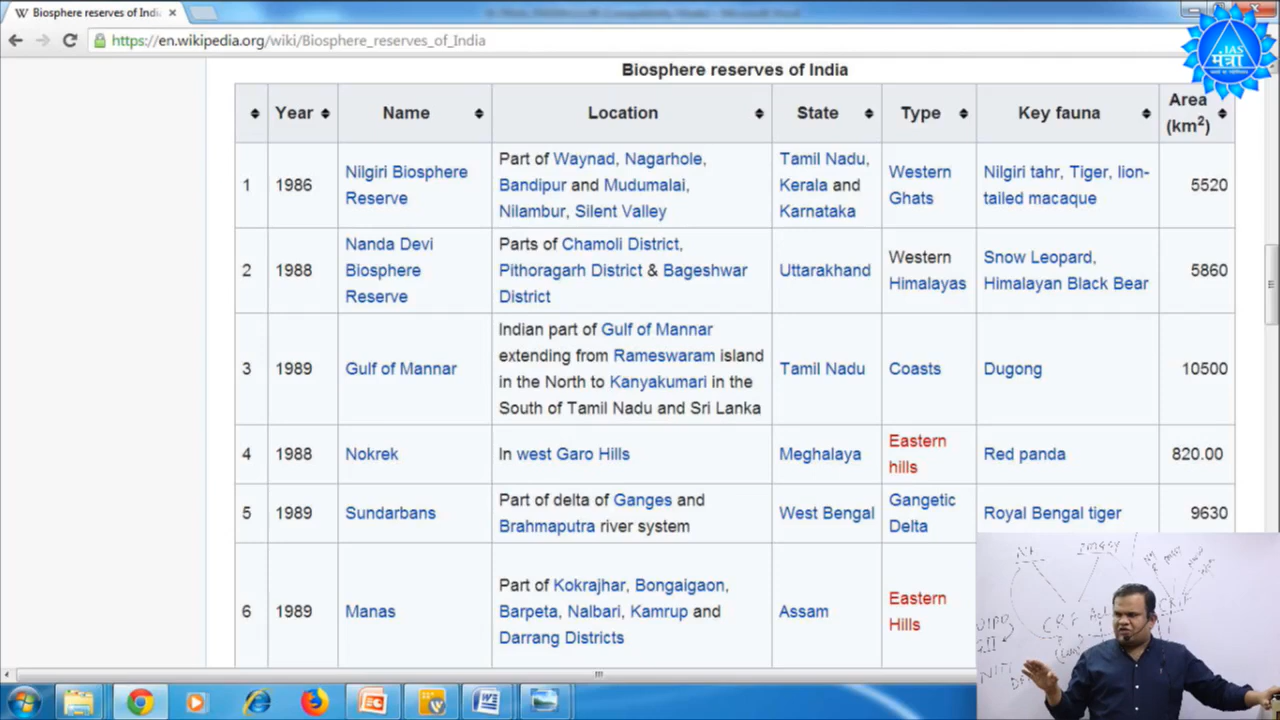 Biosphere reserves of Indi
https://en.wikipedia.org/wiki/Biosphere_reserves_of_India
IAS
मंत्रा
Biosphere reserves of India
Year Name Location State Type Key fauna Area (km²)
1 1986 Nilgiri Biosphere Reserve Part of Waynad, Nagarhole, Bandipur and Mudumalai, Nilambur, Silent Valley Tamil Nadu, Kerala and Karnataka Western Ghats Nilgiri tahr, Tiger, lion-tailed macaque 5520
2 1988 Nanda Devi Biosphere Reserve Parts of Chamoli District, Pithoragarh District & Bageshwar District Uttarakhand Western Himalayas Snow Leopard, Himalayan Black Bear 5860
3 1989 Gulf of Mannar Indian part of Gulf of Mannar extending from Rameswaram island in the North to Kanyakumari in the South of Tamil Nadu and Sri Lanka Tamil Nadu Coasts Dugong 10500
4 1988 Nokrek In west Garo Hills Meghalaya Eastern hills Red panda 820.00
5 1989 Sundarbans Part of delta of Ganges and Brahmaputra river system West Bengal Gangetic Delta Royal Bengal tiger 9630
6 1989 Manas Part of Kokrajhar, Bongaigaon, Barpeta, Nalbari, Kamrup and Darrang Districts Assam Eastern Hills
CRF